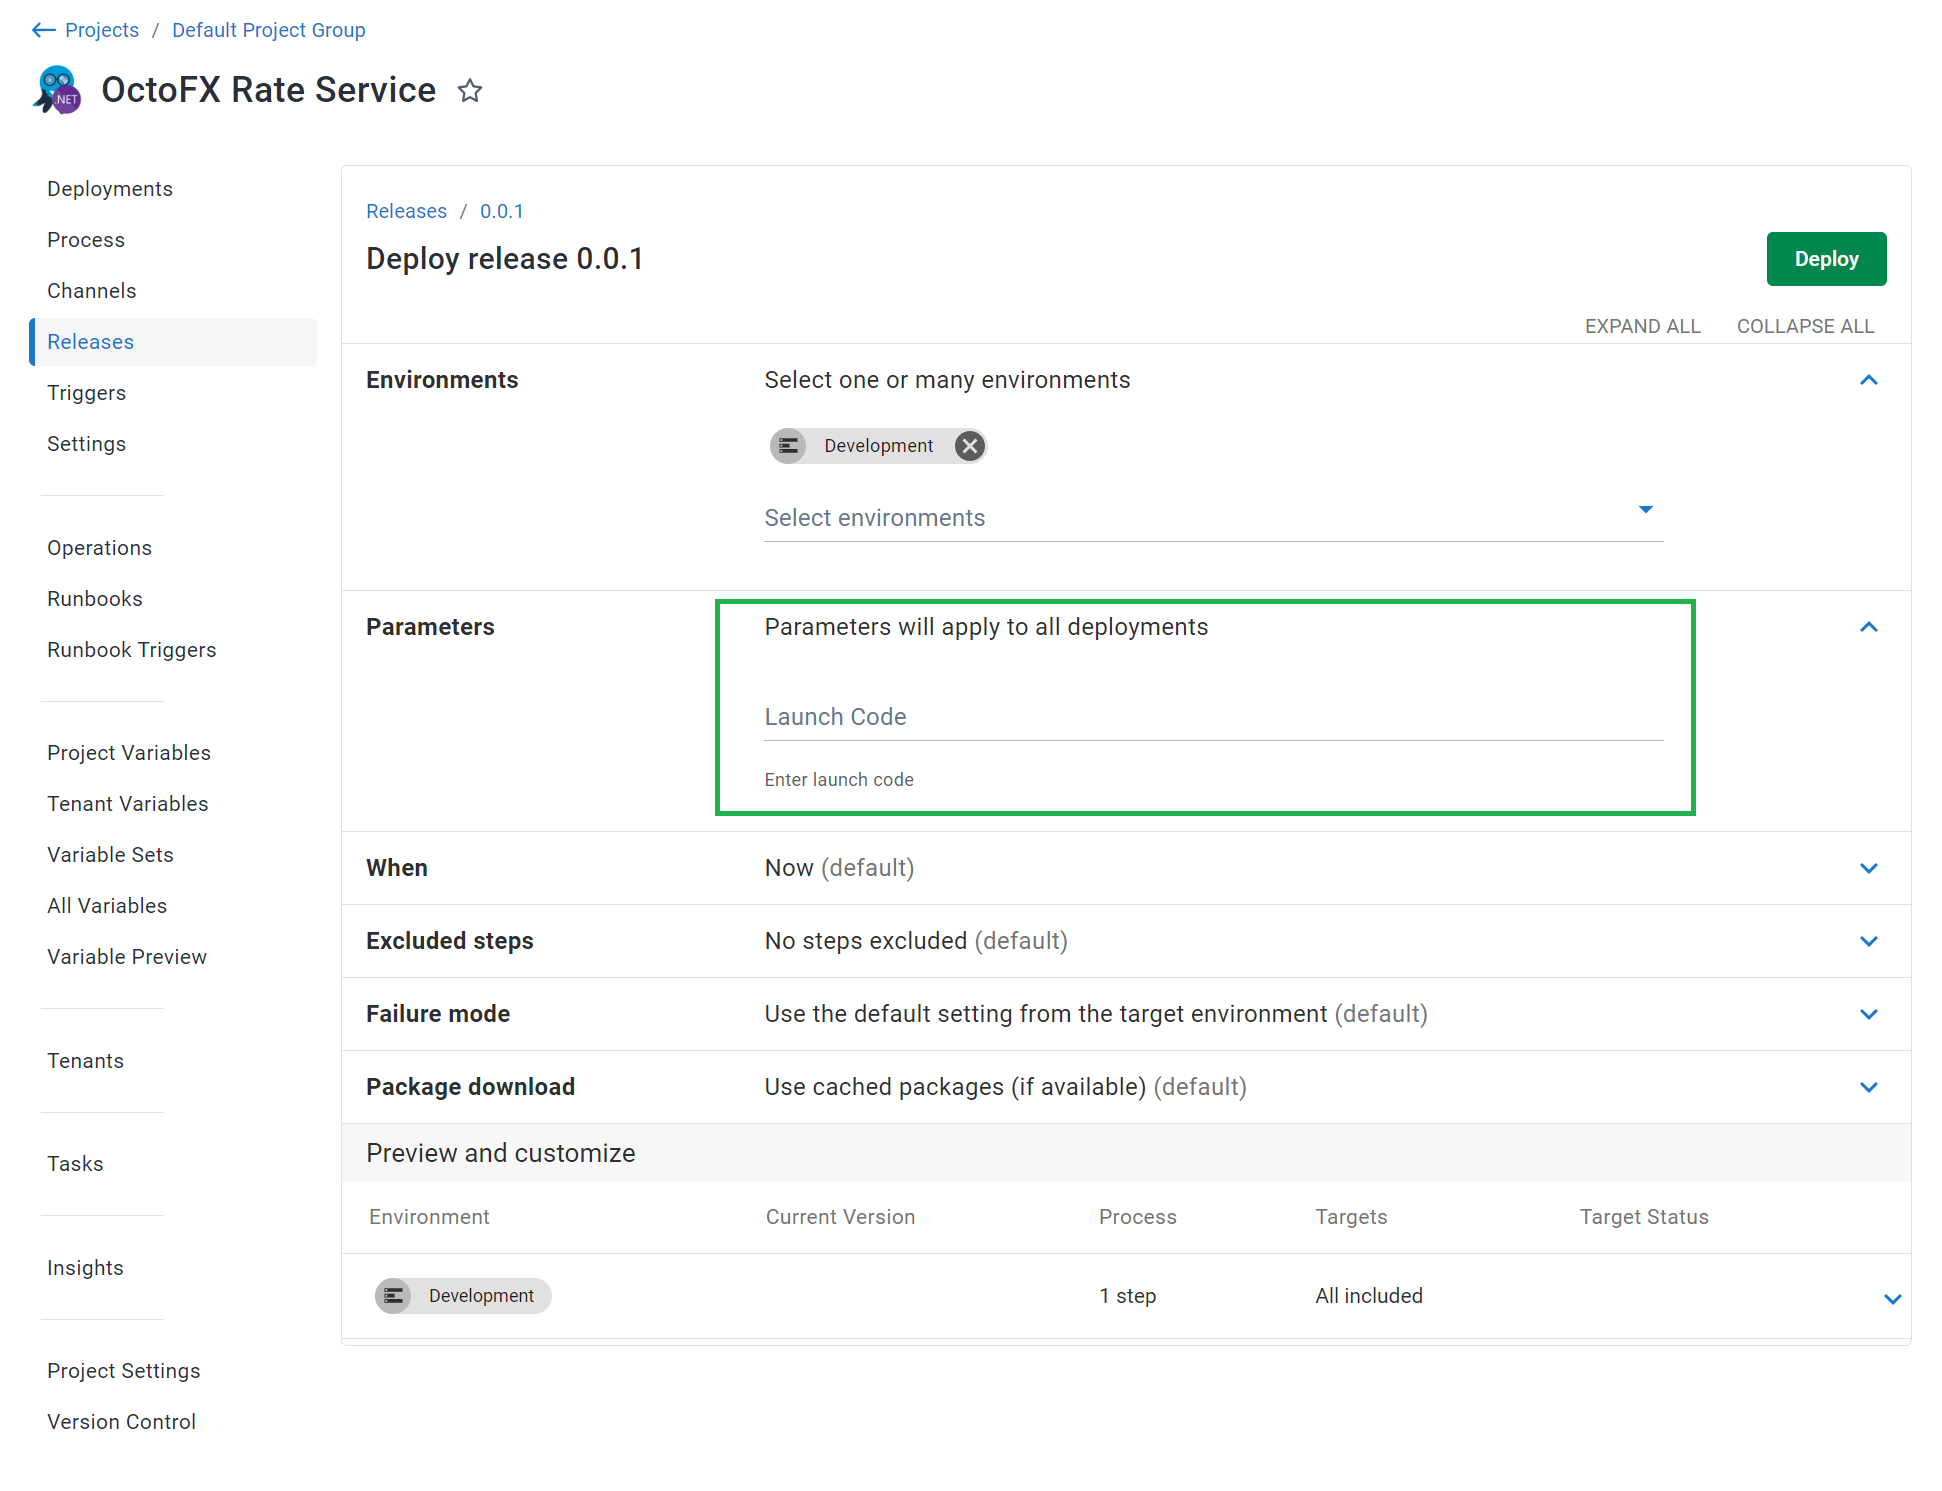 Projects / Default Project Group
.NET
OctoFX Rate Service
Deployments
Process
Channels
Releases
Triggers
Settings
Operations
Runbooks
Runbook Triggers
Project Variables
Tenant Variables
Variable Sets
All Variables
Variable Preview
Tenants
Tasks
Insights
Project Settings
Version Control
Releases / 0.0.1
Deploy release 0.0.1
Deploy
EXPAND ALL COLLAPSE ALL
Environments Select one or many environments
Development
Select environments
Parameters Parameters will apply to all deployments
Launch Code
Enter launch code
When Now (default)
Excluded steps No steps excluded (default)
Failure mode Use the default setting from the target environment (default)
Package download Use cached packages (if available) (default)
Preview and customize
Environment Current Version Process Targets Target Status
Development 1 step All included